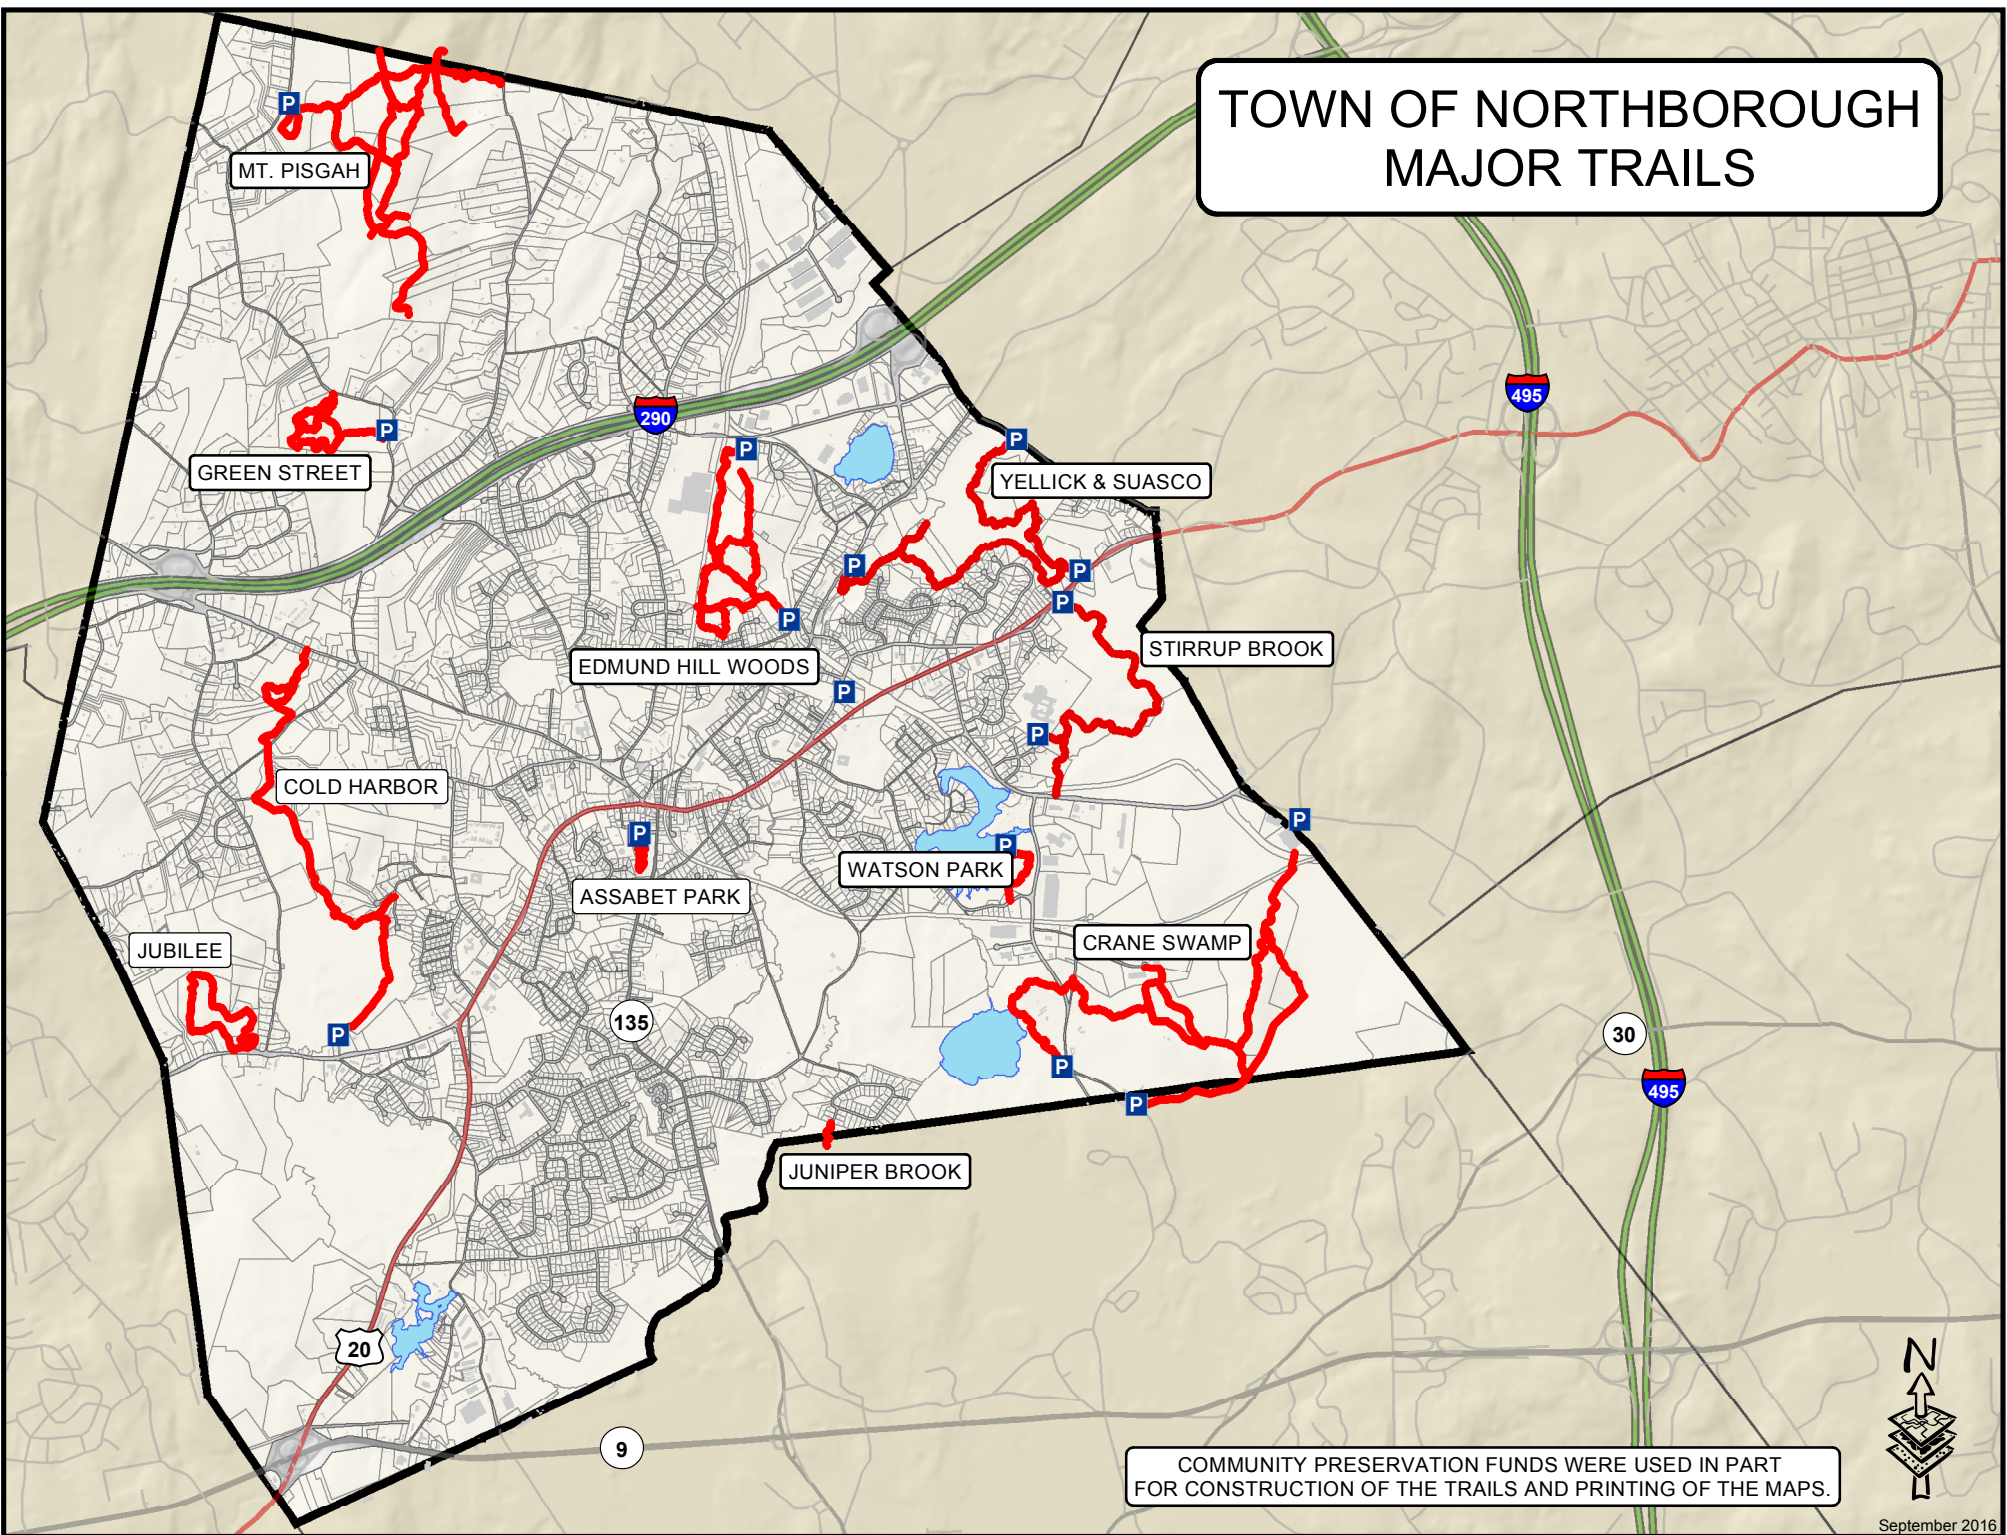 TOWN OF NORTHBOROUGH
MAJOR TRAILS
P
MT. PISGAH
495
290
P
GREEN STREET
P
P
YELLICK & SUASCO
P
P
P
P
STIRRUP BROOK
EDMUND HILL WOODS
P
P
COLD HARBOR
P
P
P
WATSON PARK
ASSABET PARK
JUBILEE
CRANE SWAMP
135
P
30
P
495
P
JUNIPER BROOK
20
N
9
COMMUNITY PRESERVATION FUNDS WERE USED IN PART
FOR CONSTRUCTION OF THE TRAILS AND PRINTING OF THE MAPS.
September 2016